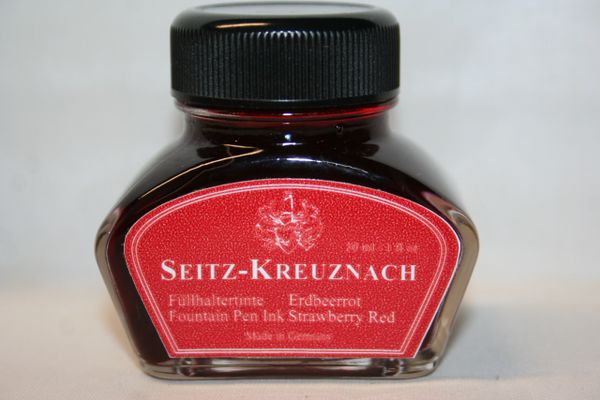 30 ml - 1 fl oz
SEITZ-KREUZNACH
Füllhaltertinte Erdbeerrot
Fountain Pen Ink Strawberry Red
Made in Germany